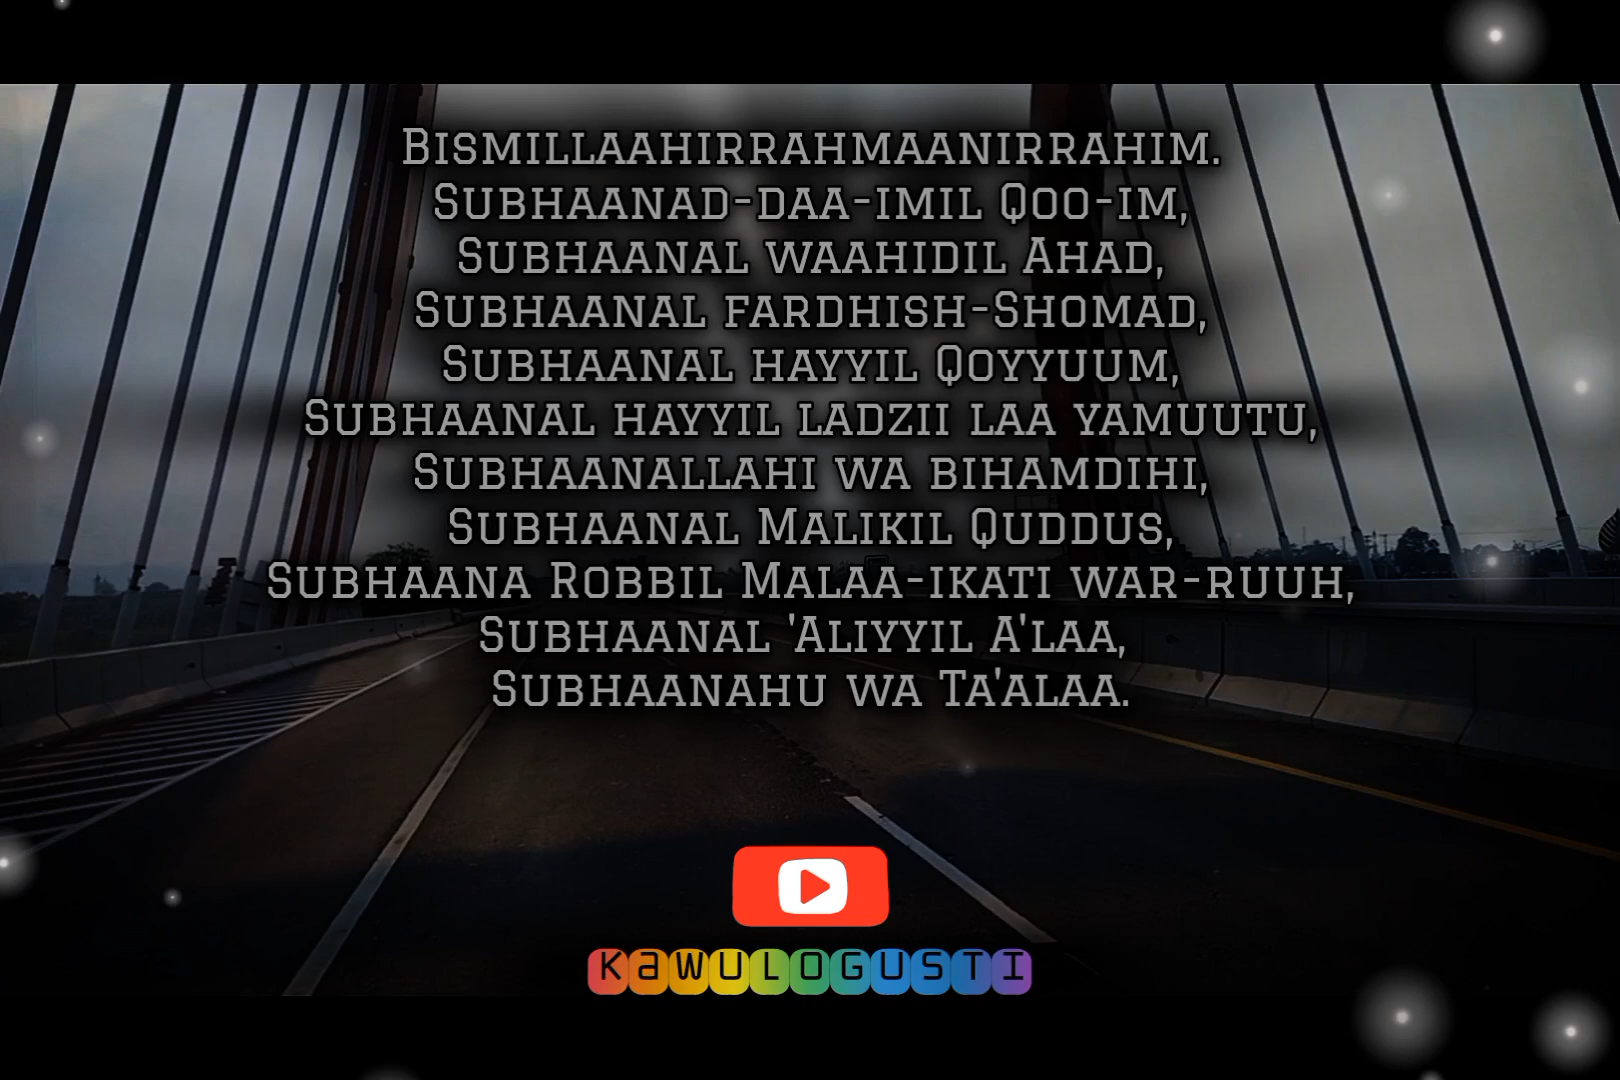 Bismillaahirrahmaanirrahim.
Subhaanad-daa-imil Qoo-im,
Subhaanal waahidil Ahad,
Subhaanal fardhish-Shomad,
Subhaanal hayyil Qoyyuum,
Subhaanal hayyil ladzii laa yamuutu,
Subhaanallahi wa bihamdihi,
Subhaanal Malikil Quddus,
Subhaana Robbil Malaa-ikati war-ruuh,
Subhaanal 'Aliyyil A'laa,
Subhaanahu wa Ta'alaa.
KaWULOGUSTI